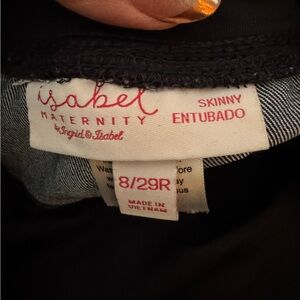 isabel
MATERNITY
by Ingrid & Isabel
SKINNY
ENTUBADO
8/29R
MADE IN
VIETNAM